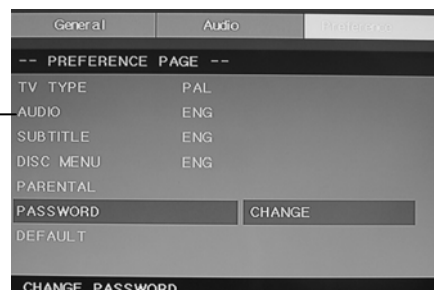 General Audio Preference
-- PREFERENCE PAGE --
TV TYPE PAL
AUDIO ENG
SUBTITLE ENG
DISC MENU ENG
PARENTAL
PASSWORD CHANGE
DEFAULT
CHANGE PASSWORD